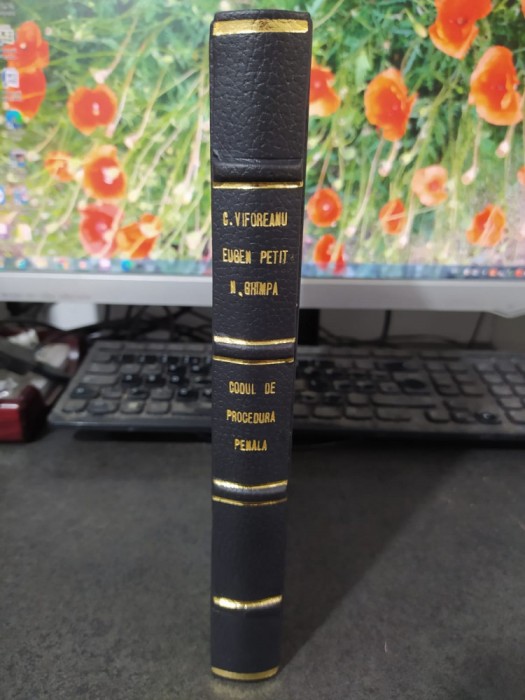 C. VIFOREANU
EUGEN PETIT
N. GHIMPA
CODUL DE
PROCEDURA
PENALA